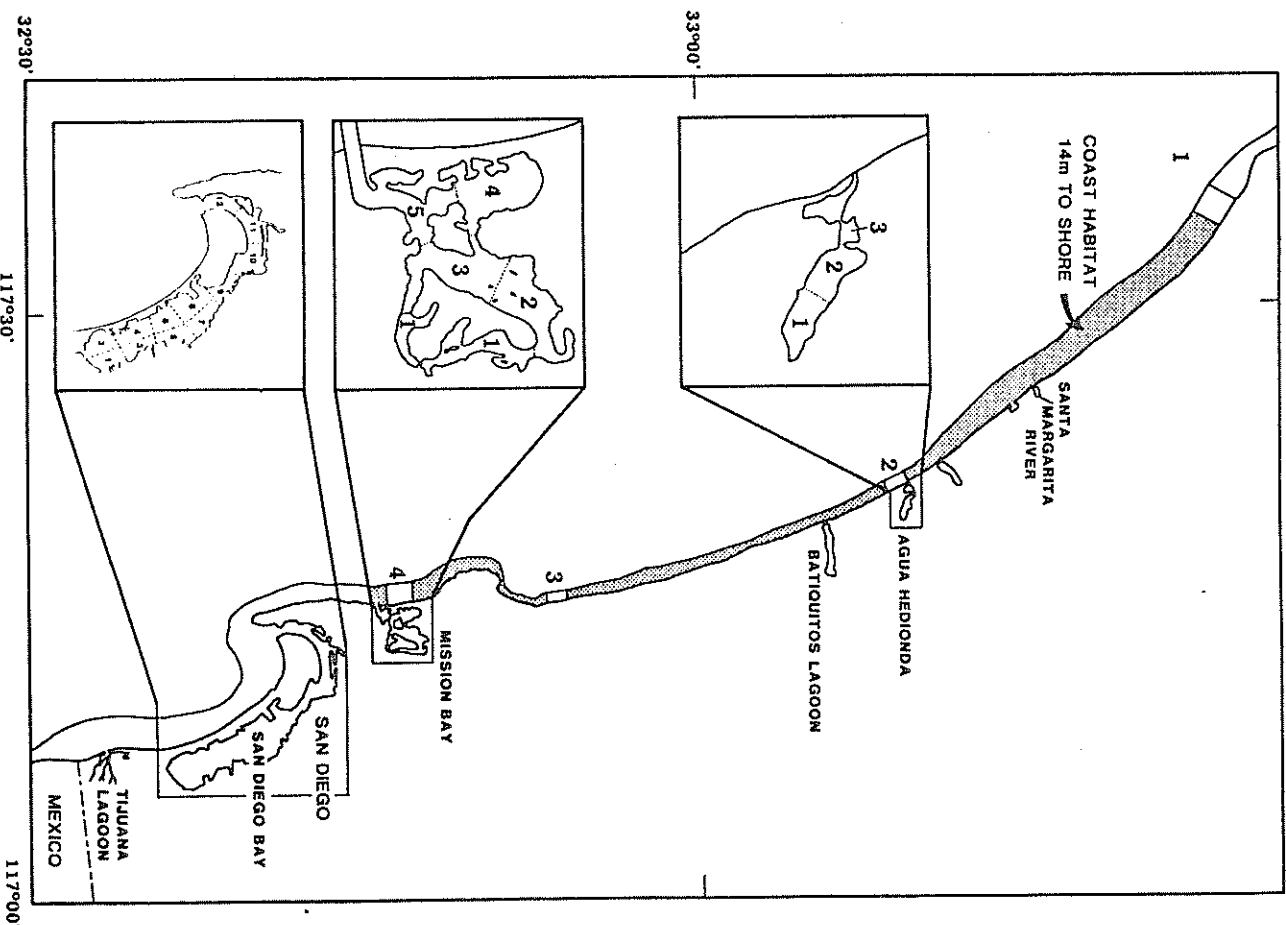 32°30'
33°00'
117°30'
117°00'
1
COAST HABITAT
14m TO SHORE
SANTA
MARGARITA
RIVER
2
AGUA HEDIONDA
BATIQUITOS LAGOON
3
4
MISSION BAY
SAN DIEGO
SAN DIEGO BAY
TIJUANA
LAGOON
MEXICO
3
2
1
4
5
3
2
1
1